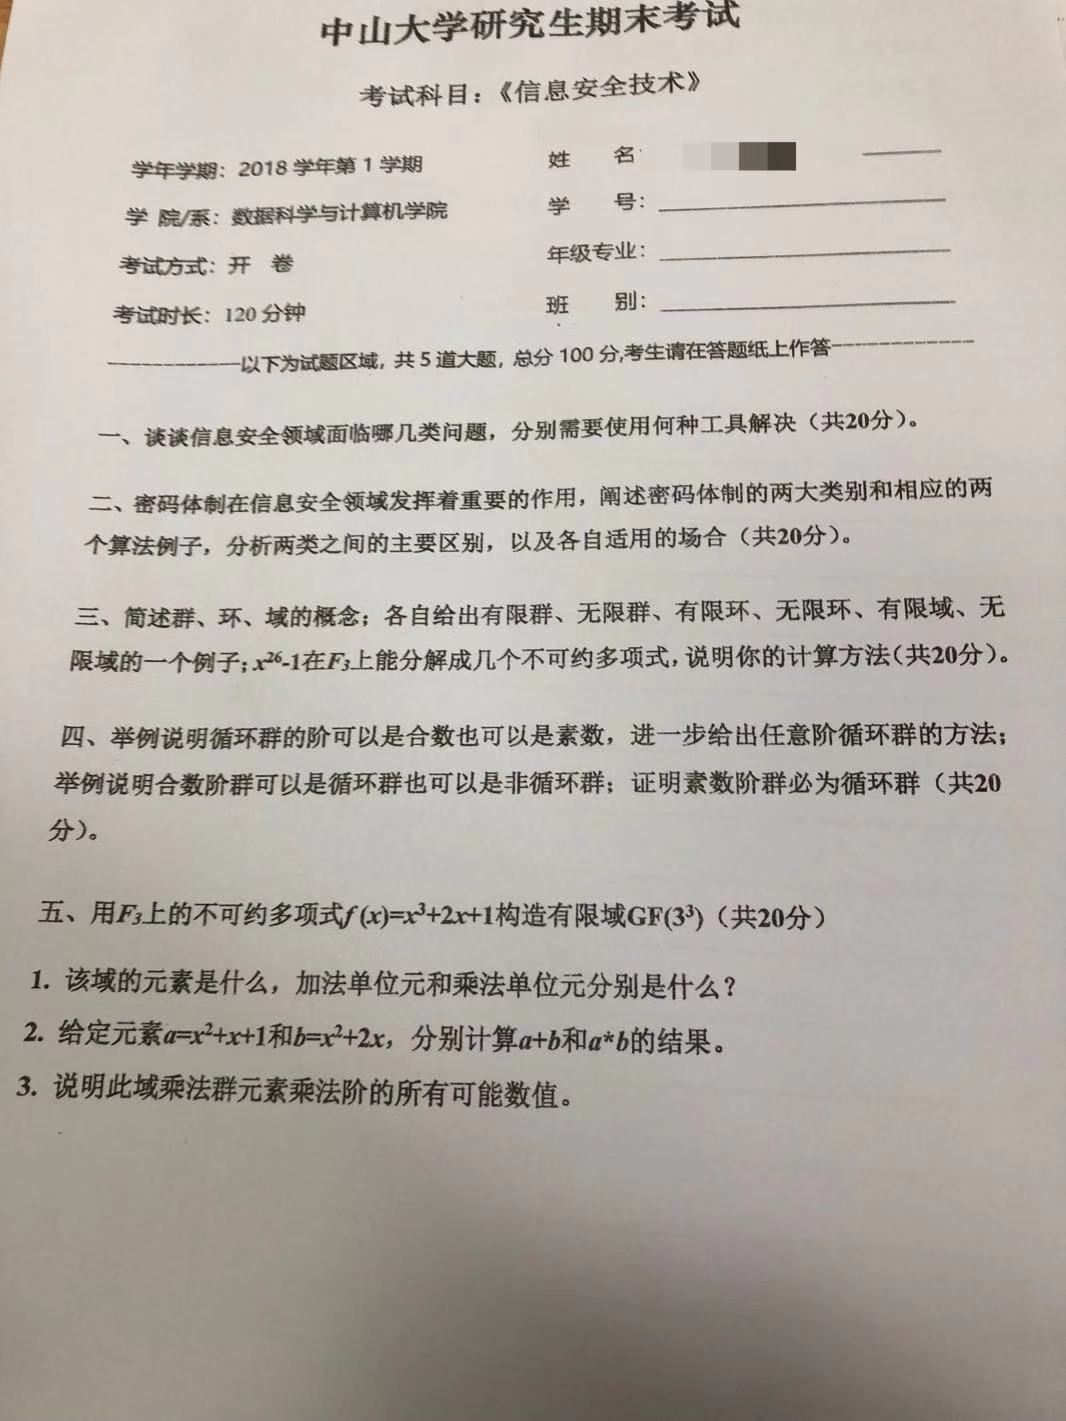 中山大学研究生期末考试
考试科目：《信息安全技术》
学年学期：2018 学年第 1 学期 姓 名
学 院/系：数据科学与计算机学院 学 号：
考试方式：开 卷 年级专业：
考试时长：120 分钟 班 别：
------------以下为试题区域，共 5 道大题，总分 100 分,考生请在答题纸上作答------------
一、谈谈信息安全领域面临哪几类问题，分别需要使用何种工具解决（共20分）。
二、密码体制在信息安全领域发挥着重要的作用，阐述密码体制的两大类别和相应的两
个算法例子，分析两类之间的主要区别，以及各自适用的场合（共20分）。
三、简述群、环、域的概念；各自给出有限群、无限群、有限环、无限环、有限域、无
限域的一个例子；x²⁶-1在F₃上能分解成几个不可约多项式，说明你的计算方法（共20分）。
四、举例说明循环群的阶可以是合数也可以是素数，进一步给出任意阶循环群的方法；
举例说明合数阶群可以是循环群也可以是非循环群；证明素数阶群必为循环群（共20
分）。
五、用F₃上的不可约多项式f (x)=x³+2x+1构造有限域GF(3³)（共20分）
1. 该域的元素是什么，加法单位元和乘法单位元分别是什么？
2. 给定元素a=x²+x+1和b=x²+2x，分别计算a+b和a*b的结果。
3. 说明此域乘法群元素乘法阶的所有可能数值。